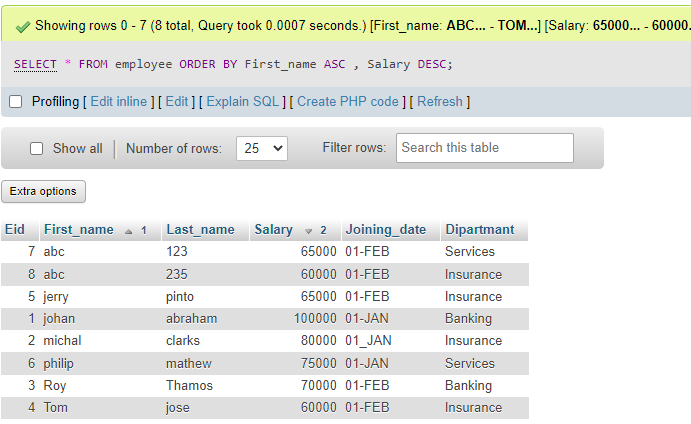 Showing rows 0 - 7 (8 total, Query took 0.0007 seconds.) [First_name: ABC... - TOM...] [Salary: 65000... - 60000.
SELECT * FROM employee ORDER BY First_name ASC , Salary DESC;
Profiling [ Edit inline ] [ Edit ] [ Explain SQL ] [ Create PHP code ] [ Refresh ]
Show all Number of rows: 25 Filter rows: Search this table
Extra options
Eid First_name 1 Last_name Salary 2 Joining_date Dipartmant
7 abc 123 65000 01-FEB Services
8 abc 235 60000 01-FEB Insurance
5 jerry pinto 65000 01-FEB Insurance
1 johan abraham 100000 01-JAN Banking
2 michal clarks 80000 01_JAN Insurance
6 philip mathew 75000 01-JAN Services
3 Roy Thamos 70000 01-FEB Banking
4 Tom jose 60000 01-FEB Insurance